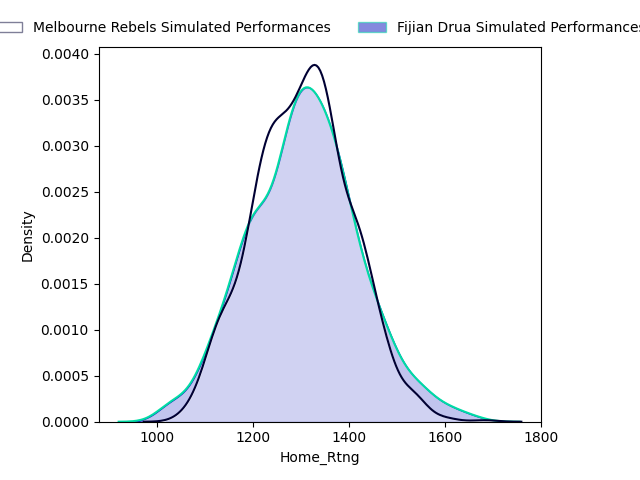 Melbourne Rebels Simulated Performances
Fijian Drua Simulated Performances
0.0040
0.0035
0.0030
0.0025
0.0020
0.0015
0.0010
0.0005
0.0000
Density
1000 1200 1400 1600 1800
Home_Rtng